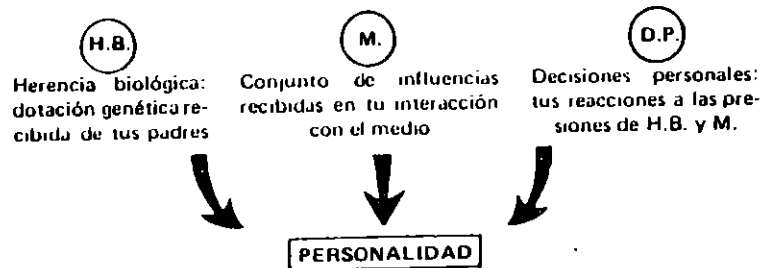 H.B.
Herencia biológica:
dotación genética re-
cibida de tus padres
M.
Conjunto de influencias
recibidas en tu interacción
con el medio
D.P.
Decisiones personales:
tus reacciones a las pre-
siones de H.B. y M.
PERSONALIDAD